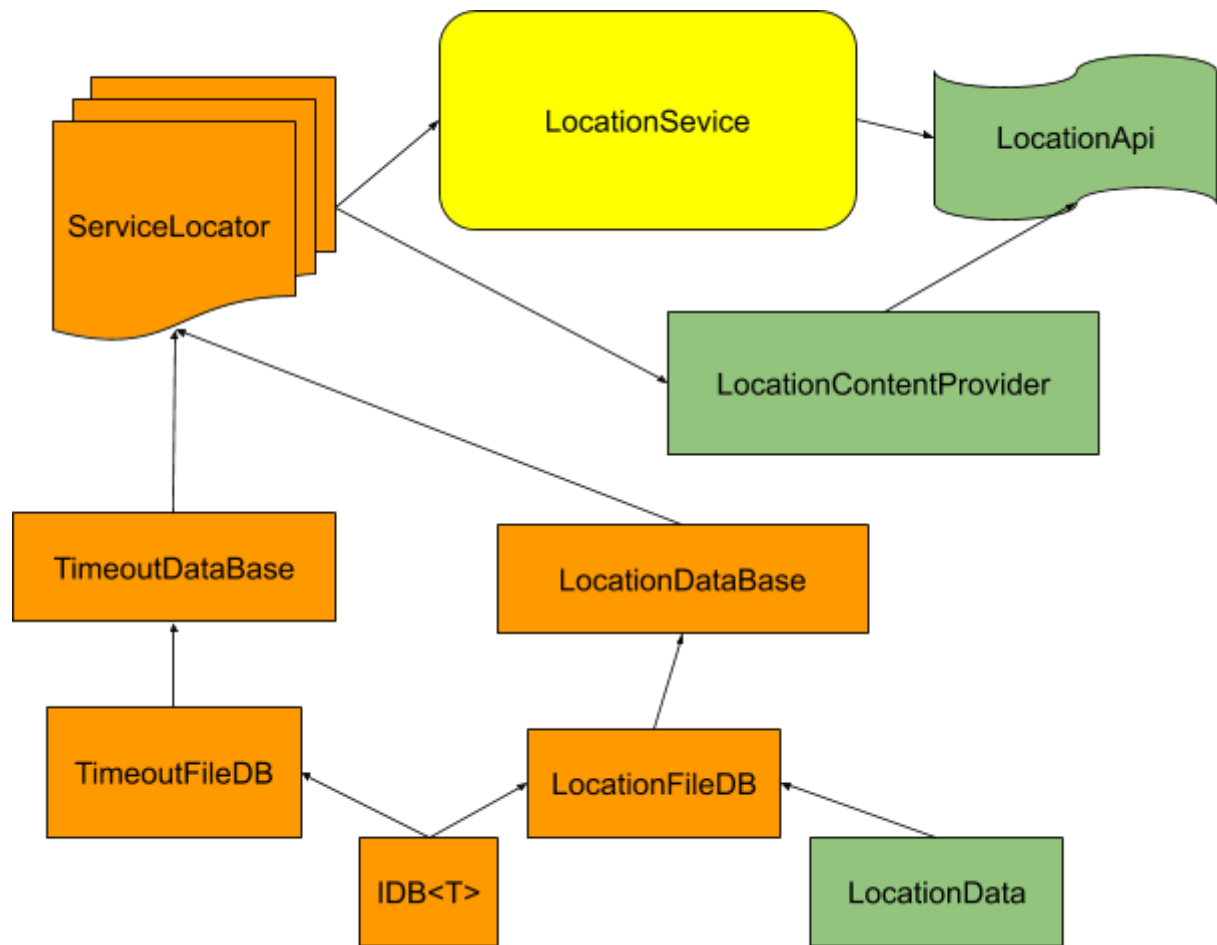 LocationSevice
LocationApi
ServiceLocator
LocationContentProvider
TimeoutDataBase
LocationDataBase
TimeoutFileDB
LocationFileDB
IDB<T>
LocationData